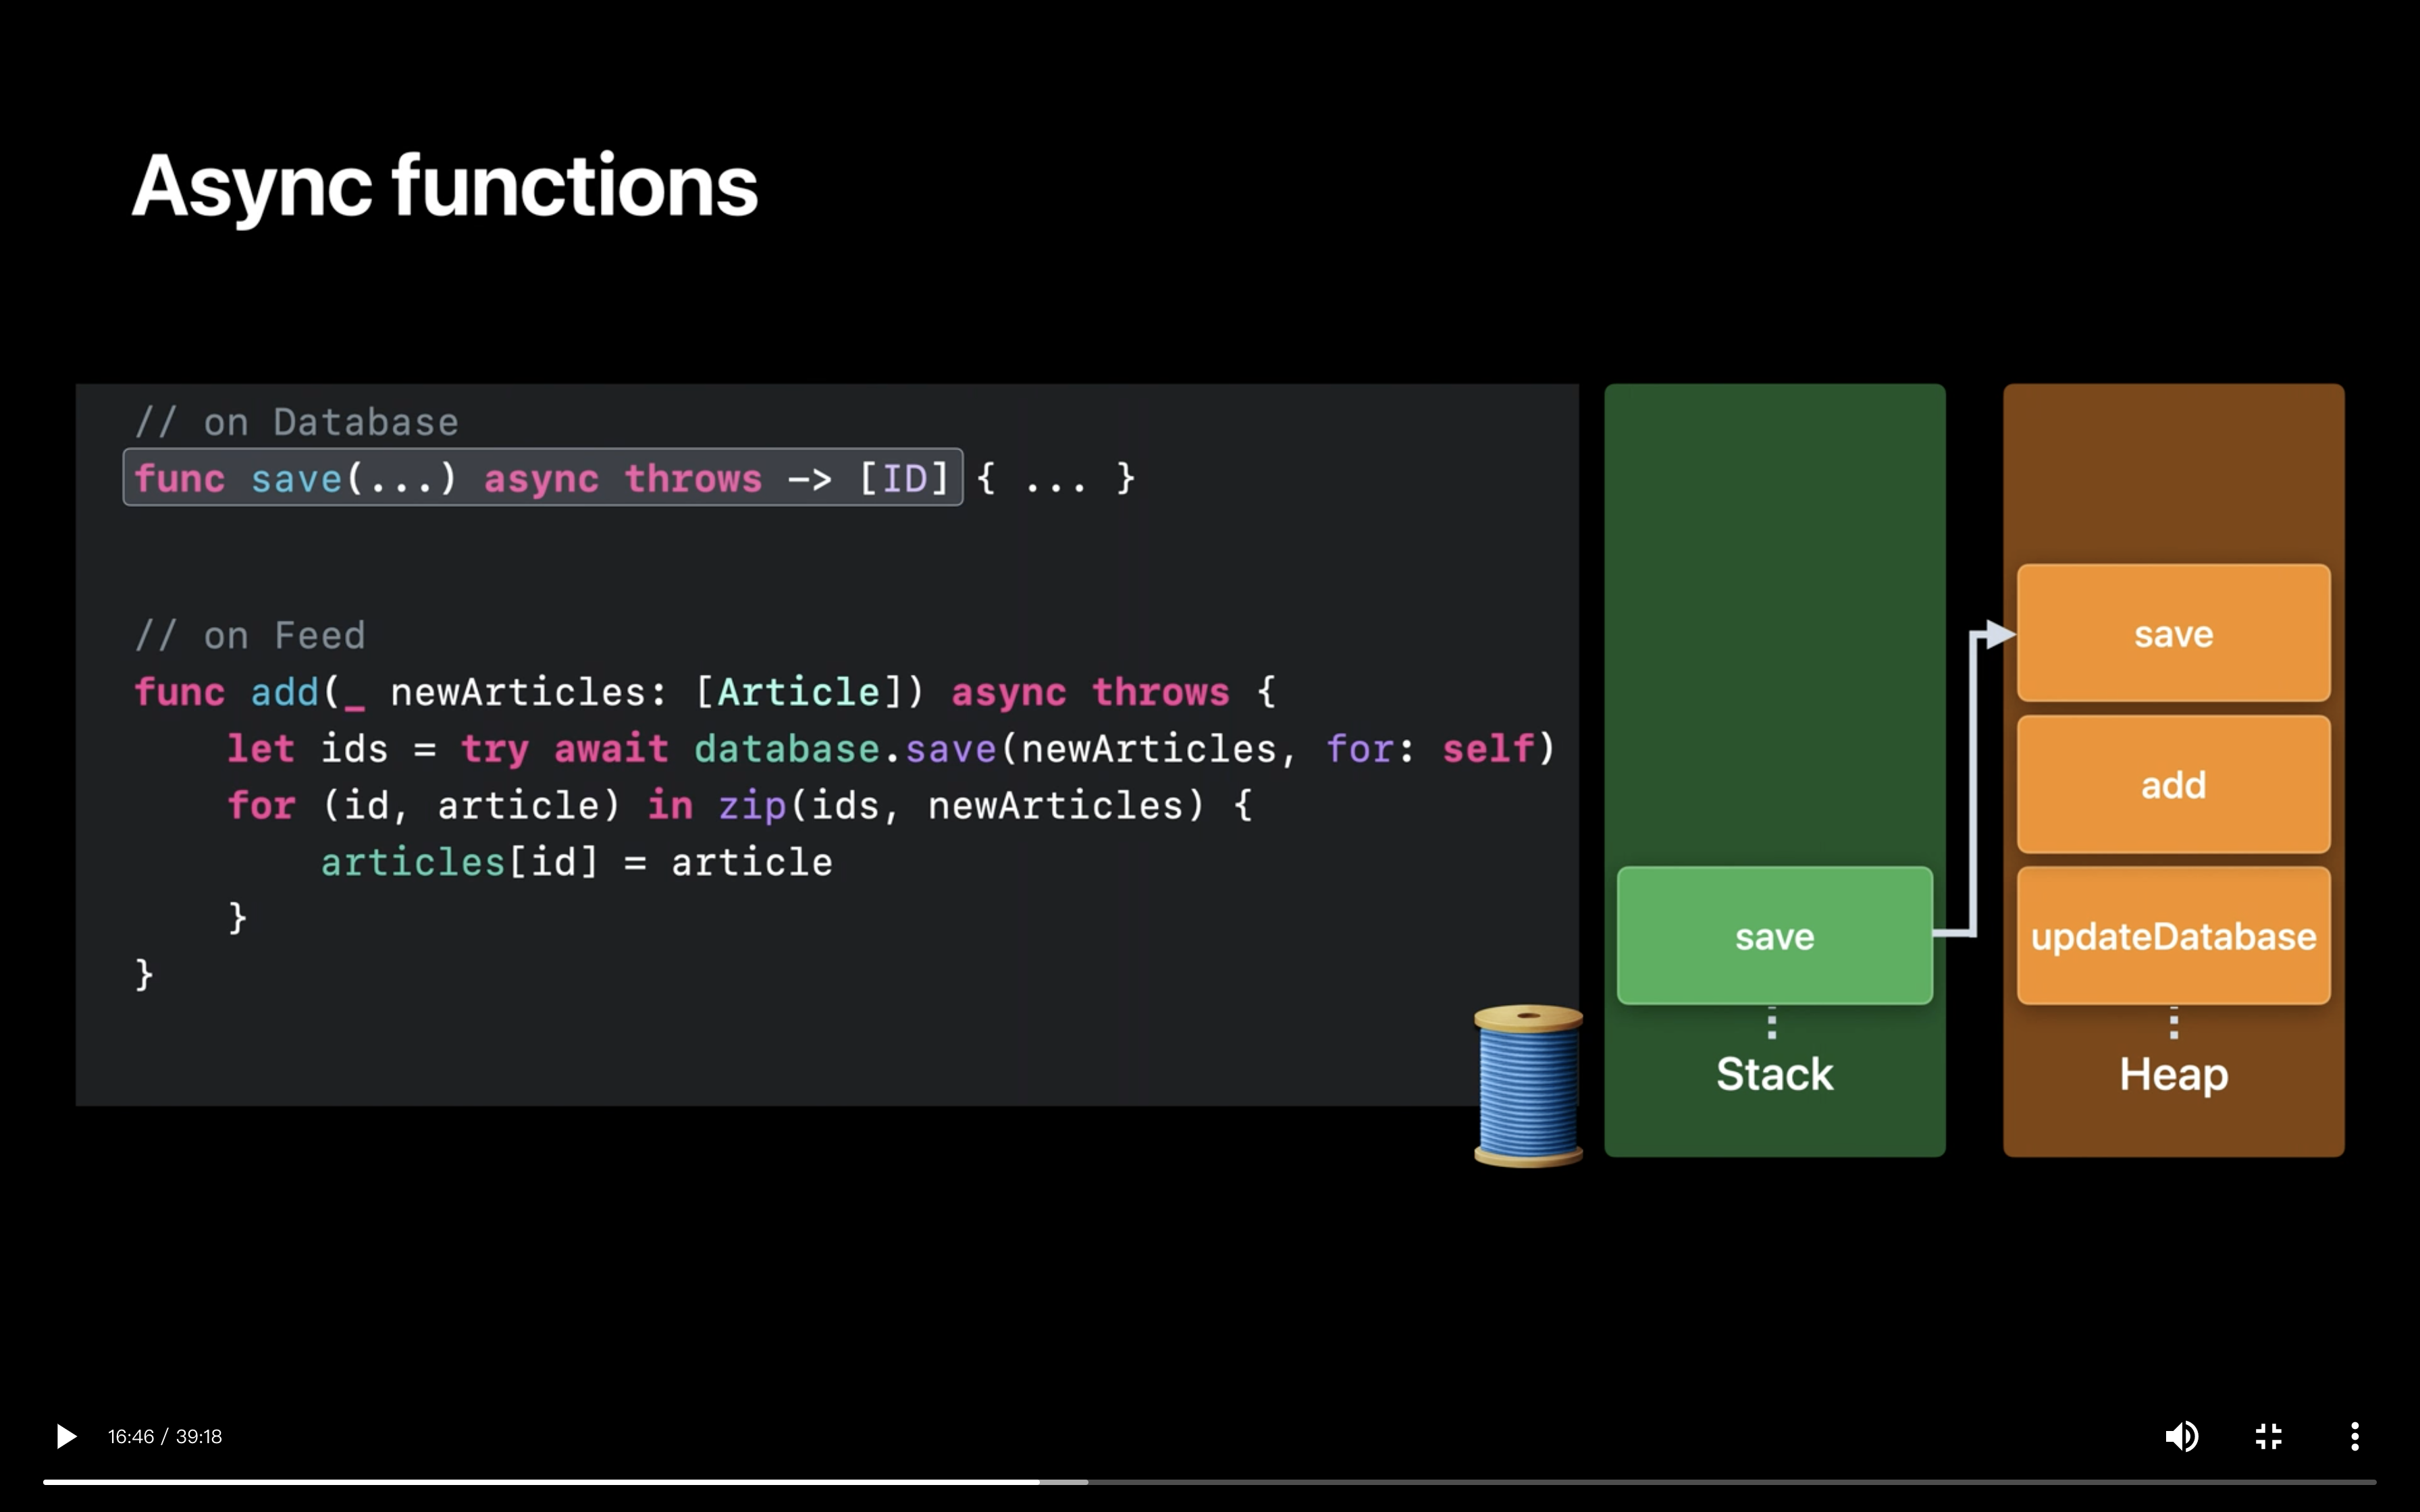 Async functions
// on Database
func save(...) async throws -> [ID] { ... }
// on Feed
func add(_ newArticles: [Article]) async throws {
    let ids = try await database.save(newArticles, for: self)
    for (id, article) in zip(ids, newArticles) {
        articles[id] = article
    }
}
save
Stack
save
add
updateDatabase
Heap
16:46 / 39:18